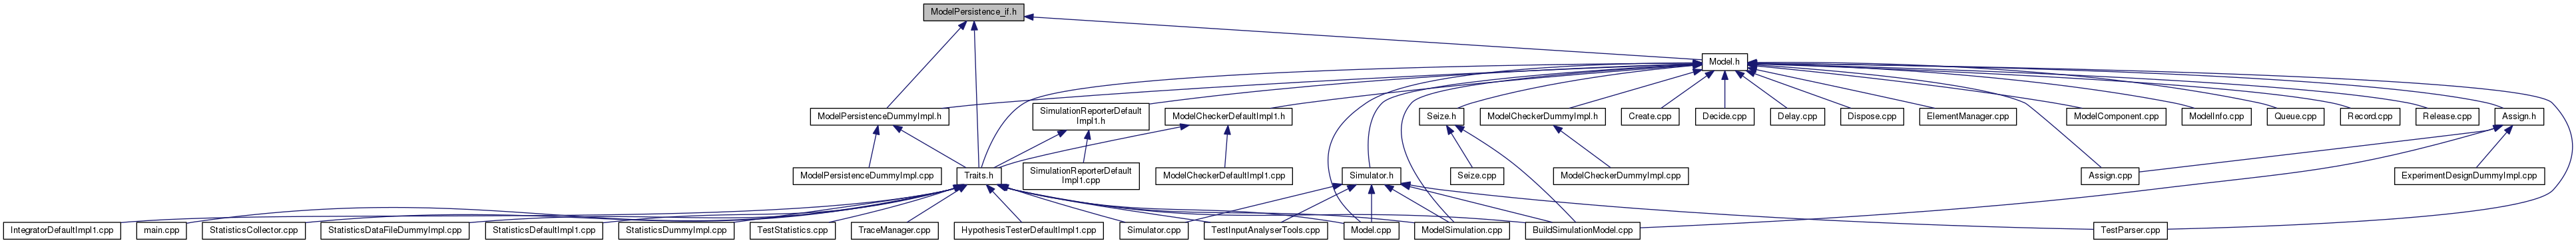 ModelPersistence_if.h
Model.h
ModelPersistenceDummyImpl.h
SimulationReporterDefault
Impl1.h
ModelCheckerDefaultImpl1.h
Seize.h
ModelCheckerDummyImpl.h
Create.cpp
Decide.cpp
Delay.cpp
Dispose.cpp
ElementManager.cpp
ModelComponent.cpp
ModelInfo.cpp
Queue.cpp
Record.cpp
Release.cpp
Assign.h
ModelPersistenceDummyImpl.cpp
Traits.h
SimulationReporterDefault
Impl1.cpp
ModelCheckerDefaultImpl1.cpp
Simulator.h
Seize.cpp
ModelCheckerDummyImpl.cpp
Assign.cpp
ExperimentDesignDummyImpl.cpp
IntegratorDefaultImpl1.cpp
main.cpp
StatisticsCollector.cpp
StatisticsDataFileDummyImpl.cpp
StatisticsDefaultImpl1.cpp
StatisticsDummyImpl.cpp
TestStatistics.cpp
TraceManager.cpp
HypothesisTesterDefaultImpl1.cpp
Simulator.cpp
TestInputAnalyserTools.cpp
Model.cpp
ModelSimulation.cpp
BuildSimulationModel.cpp
TestParser.cpp